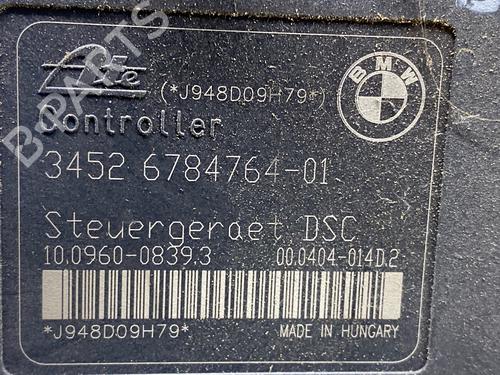 Ate
(*J948D09H79*)
BMW
Controller
3452 6784764-01
Steuergeraet DSC
10.0960-0839.3
00.0404-014D.2
*J948D09H79*
MADE IN HUNGARY
B-PARTS